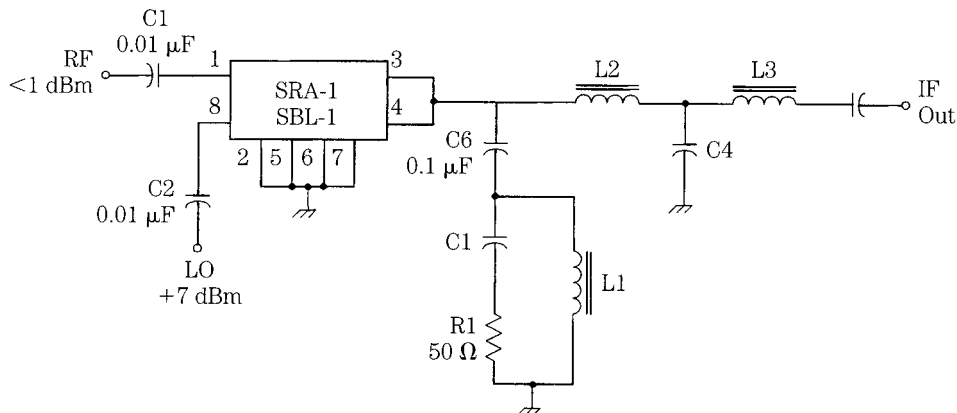 C1
0.01 µF
RF
<1 dBm
1
8
SRA-1
SBL-1
3
4
2 5 6 7
C2
0.01 µF
LO
+7 dBm
L2
L3
IF
Out
C6
0.1 µF
C4
C1
L1
R1
50 Ω